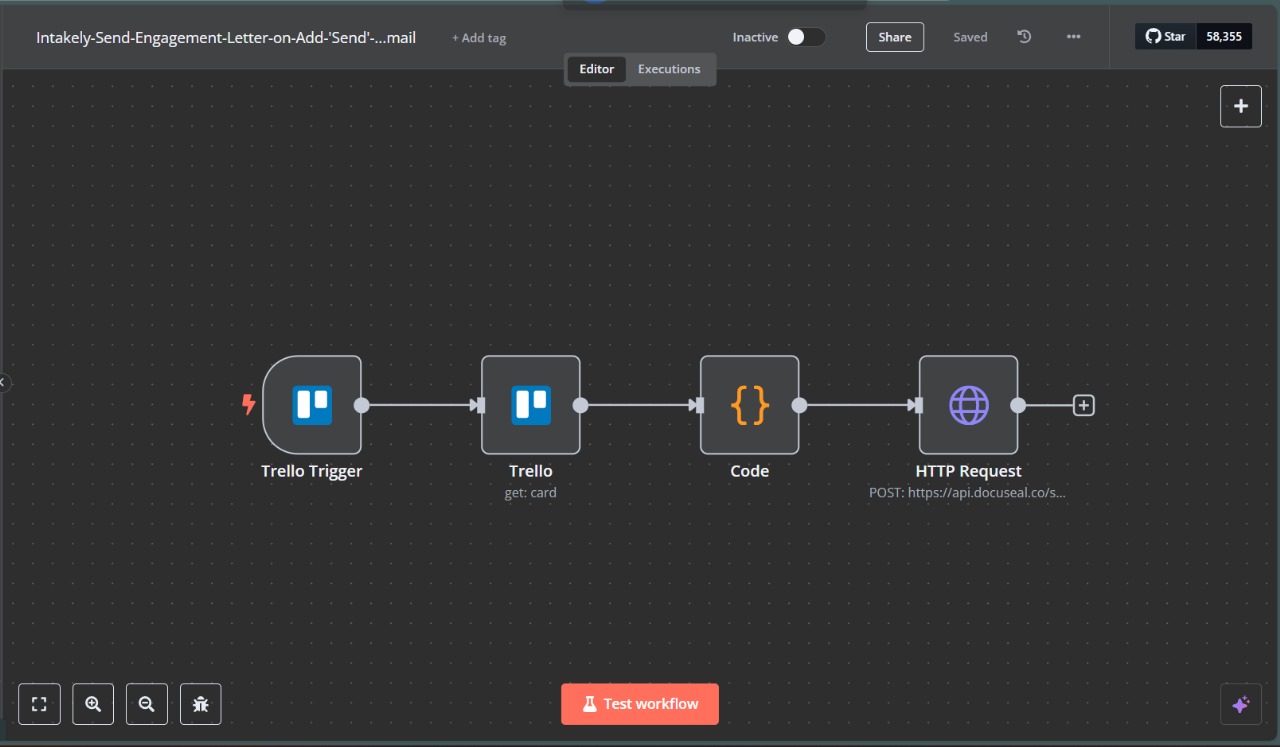 Intakely-Send-Engagement-Letter-on-Add-'Send'-...mail
+ Add tag
Inactive
Share
Saved
Star
58,355
Editor
Executions
Trello Trigger
Trello
get: card
Code
HTTP Request
POST: https://api.docuseal.co/s...
Test workflow